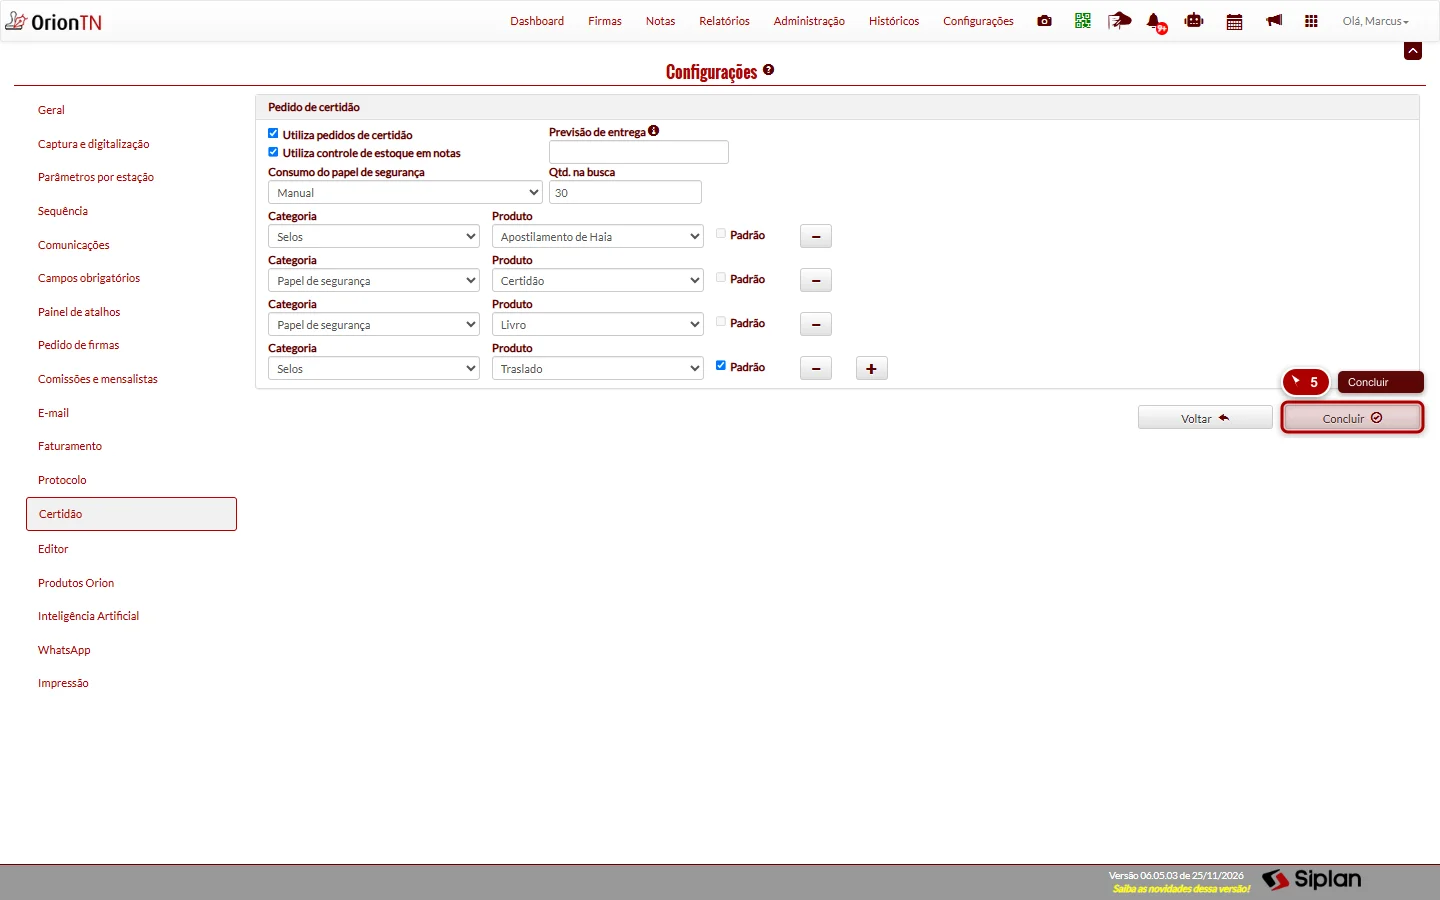 OrionTN
Dashboard Firmas Notas Relatórios Administração Históricos Configurações 9+ Olá, Marcus
Configurações
Geral
Captura e digitalização
Parâmetros por estação
Sequência
Comunicações
Campos obrigatórios
Painel de atalhos
Pedido de firmas
Comissões e mensalistas
E-mail
Faturamento
Protocolo
Certidão
Editor
Produtos Orion
Inteligência Artificial
WhatsApp
Impressão
Pedido de certidão
Utiliza pedidos de certidão
Previsão de entrega
Utiliza controle de estoque em notas
Consumo do papel de segurança Qtd. na busca
Manual 30
Categoria Produto
Selos Apostilamento de Haia Padrão
Categoria Produto
Papel de segurança Certidão Padrão
Categoria Produto
Papel de segurança Livro Padrão
Categoria Produto
Selos Traslado Padrão
5 Concluir
Voltar Concluir
Versão 06.05.03 de 25/11/2026
Saiba as novidades dessa versão!
Siplan